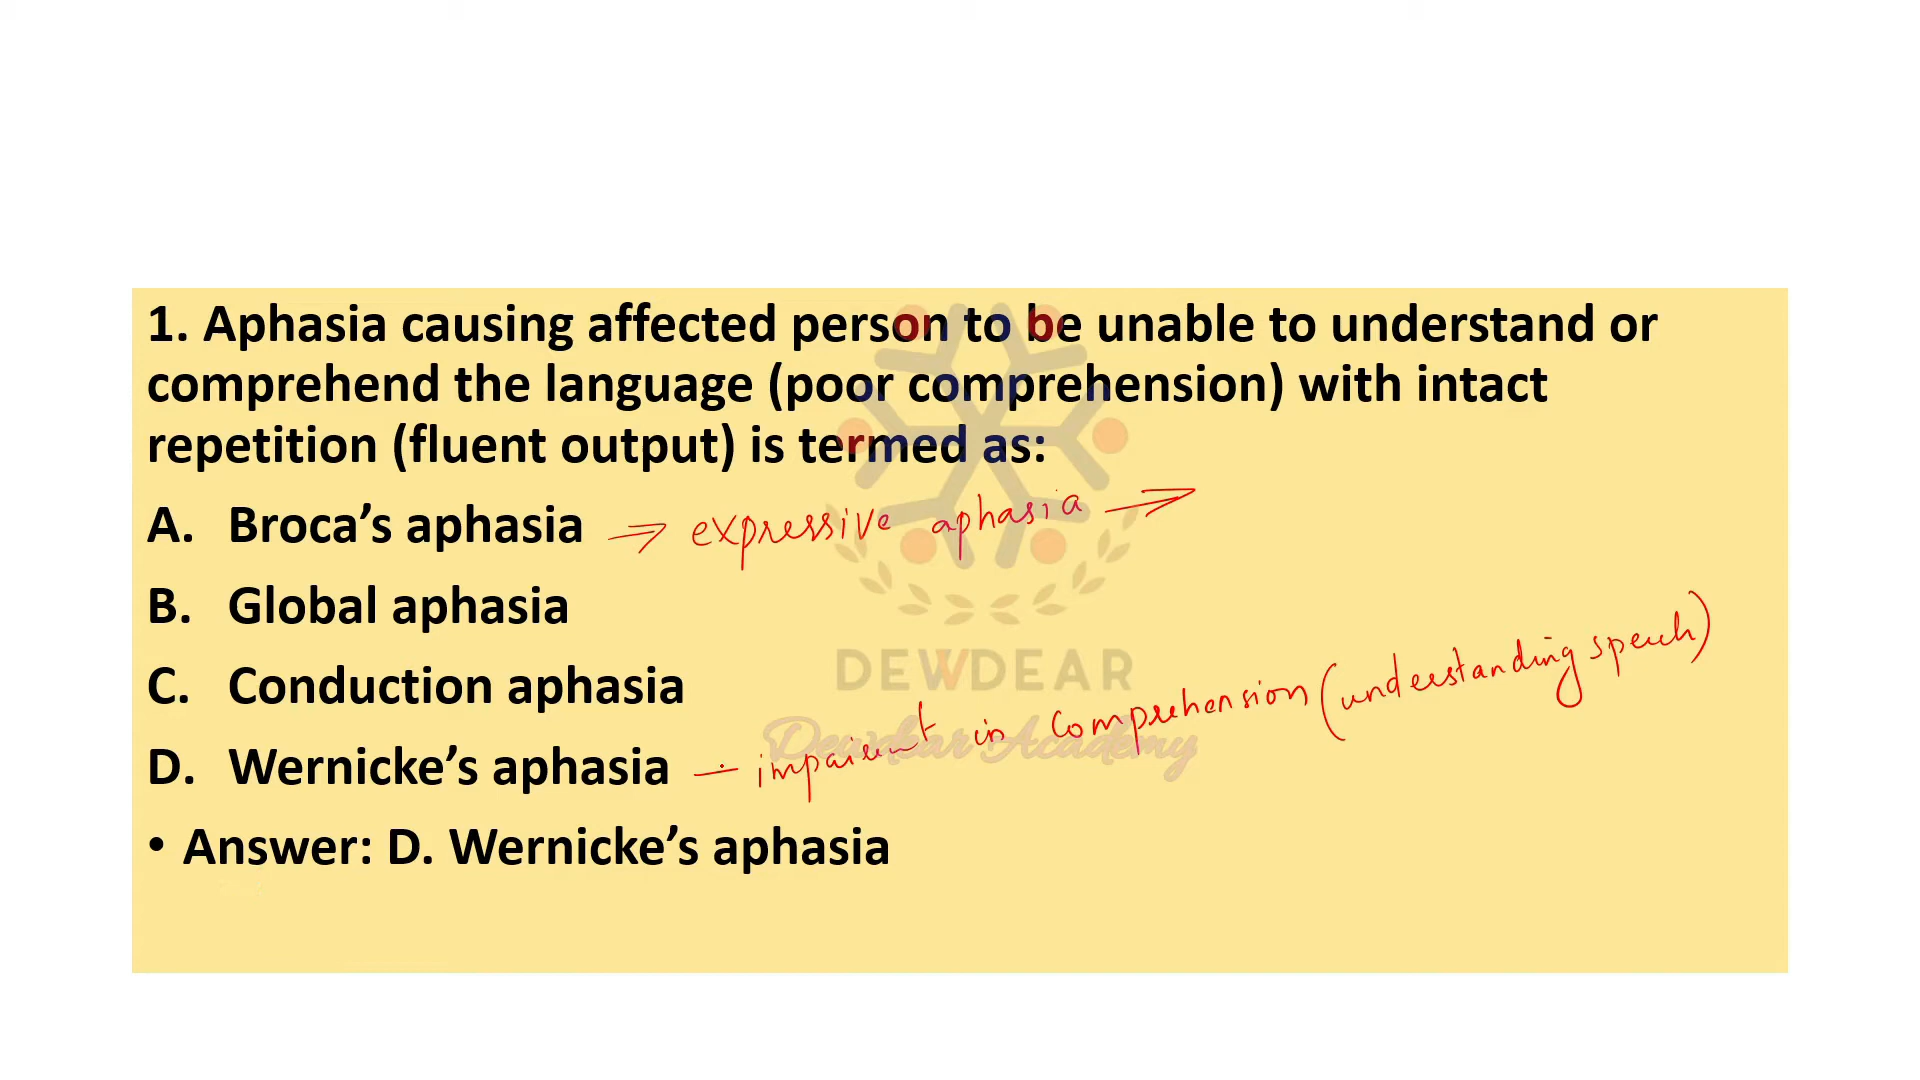 1. Aphasia causing affected person to be unable to understand or
comprehend the language (poor comprehension) with intact
repetition (fluent output) is termed as:
A. Broca’s aphasia → expressive aphasia →
B. Global aphasia
C. Conduction aphasia
DEWDEAR
Dewdear Academy
D. Wernicke’s aphasia – impairment in comprehension (understanding speech)
• Answer: D. Wernicke’s aphasia